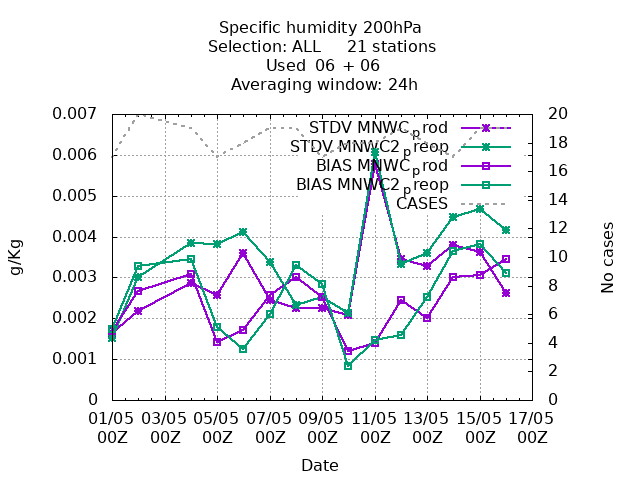 Specific humidity 200hPa
Selection: ALL 21 stations
Used 06 + 06
Averaging window: 24h
0.007
0.006
0.005
0.004
0.003
0.002
0.001
0
g/Kg
STDV MNWC_prod
STDV MNWC2_preop
BIAS MNWC_prod
BIAS MNWC2_preop
CASES
20
18
16
14
12
10
8
6
4
2
0
No cases
01/05 03/05 05/05 07/05 09/05 11/05 13/05 15/05 17/05
00Z 00Z 00Z 00Z 00Z 00Z 00Z 00Z 00Z
Date